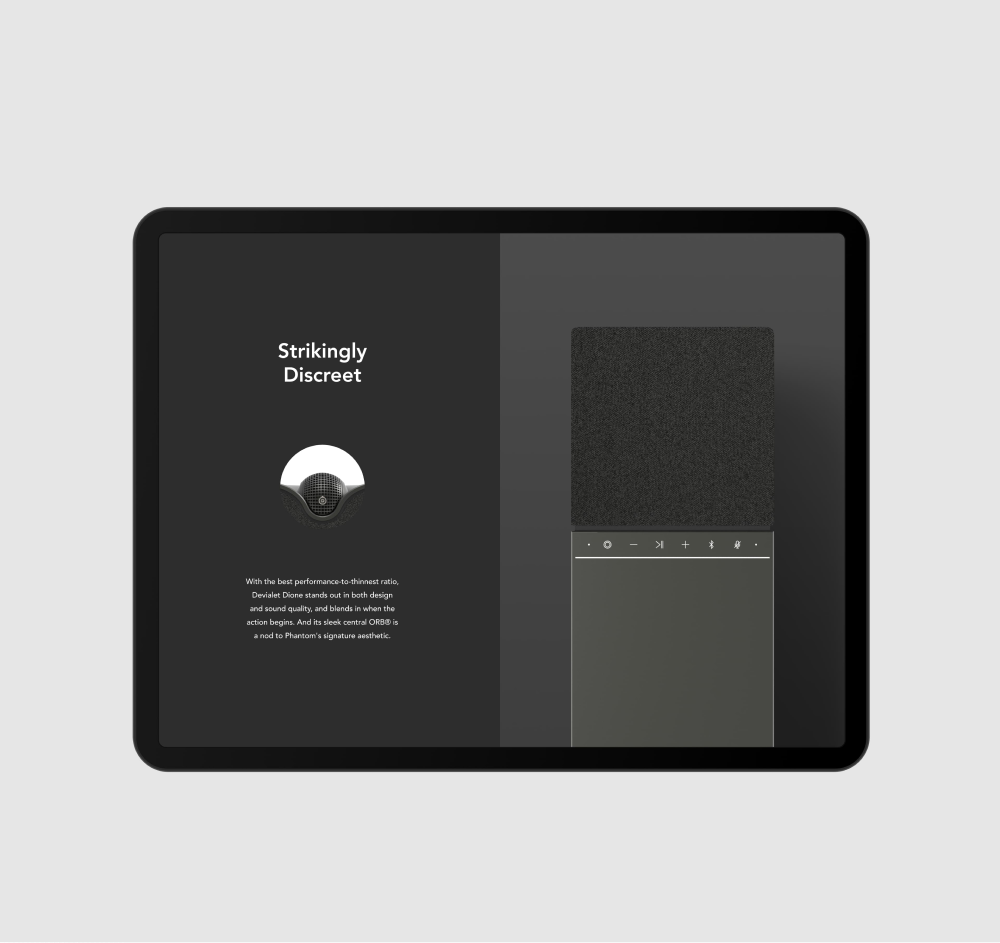 Strikingly
Discreet
With the best performance-to-thinnest ratio,
Devialet Dione stands out in both design
and sound quality, and blends in when the
action begins. And its sleek central ORB® is
a nod to Phantom's signature aesthetic.